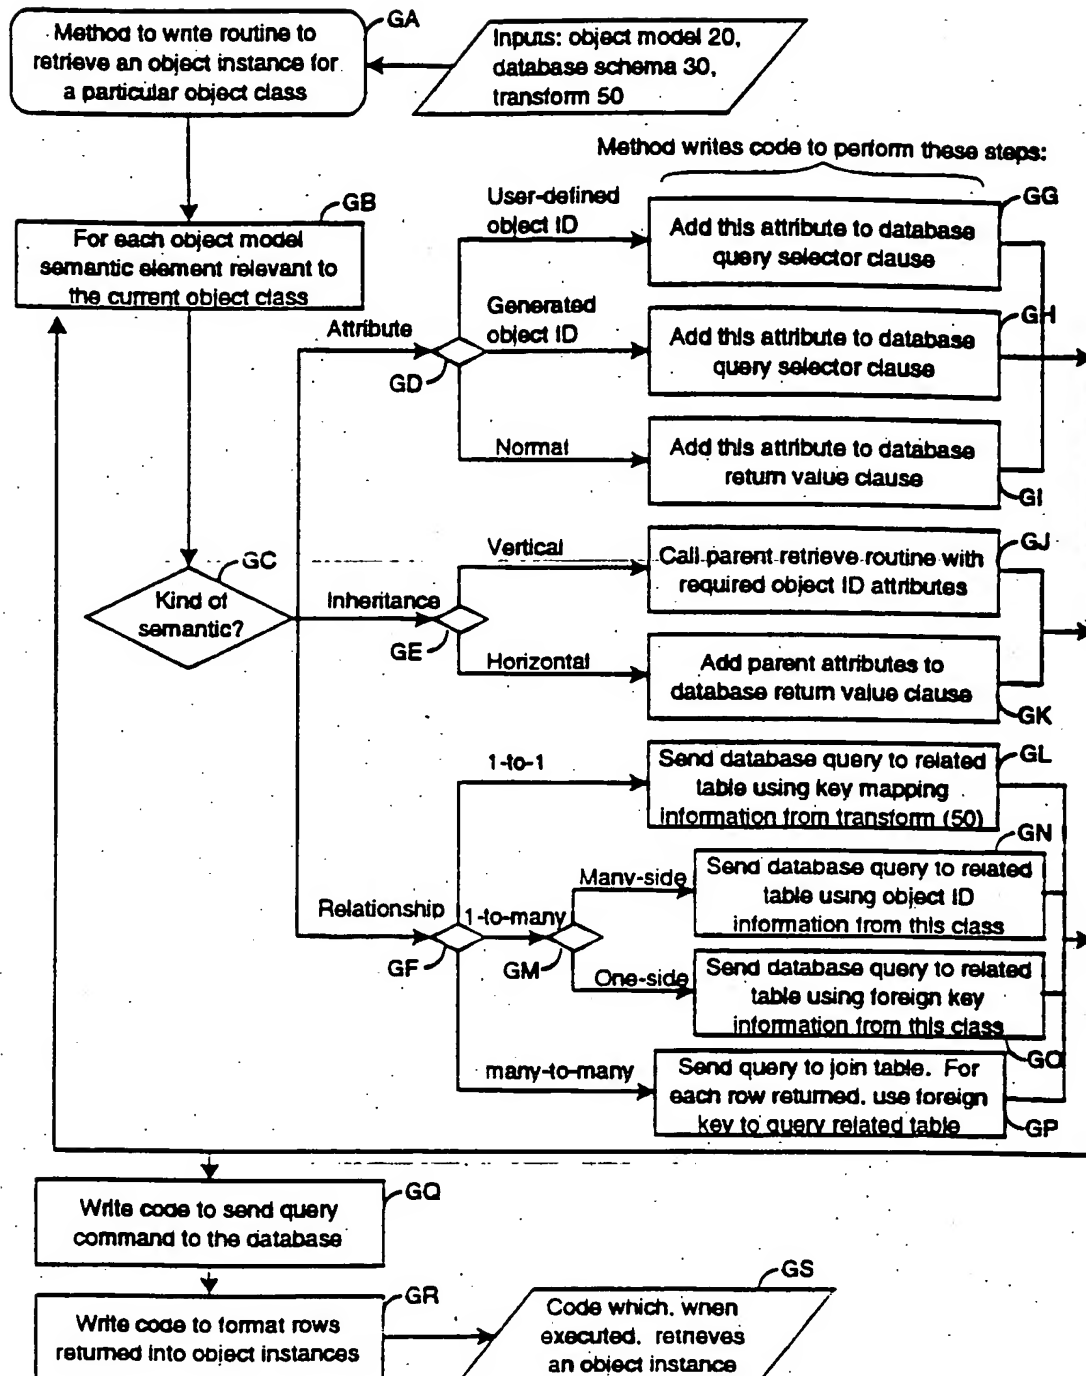 GA
Method to write routine to
retrieve an object instance for
a particular object class
Inputs: object model 20,
database schema 30,
transform 50
Method writes code to perform these steps:
GB
For each object model
semantic element relevant to
the current object class
User-defined
object ID
GG
Add this attribute to database
query selector clause
Attribute
GD
Generated
object ID
GH
Add this attribute to database
query selector clause
Normal
Add this attribute to database
return value clause
GI
GC
Kind of
semantic?
Inheritance
GE
Vertical
GJ
Call parent retrieve routine with
required object ID attributes
Horizontal
Add parent attributes to
database return value clause
GK
1-to-1
GL
Send database query to related
table using key mapping
information from transform (50)
Relationship
GF
1-to-many
GM
Many-side
GN
Send database query to related
table using object ID
information from this class
One-side
Send database query to related
table using foreign key
information from this class
GO
many-to-many
Send query to join table. For
each row returned, use foreign
key to query related table
GP
GQ
Write code to send query
command to the database
GR
Write code to format rows
returned into object instances
GS
Code which, when
executed, retrieves
an object instance